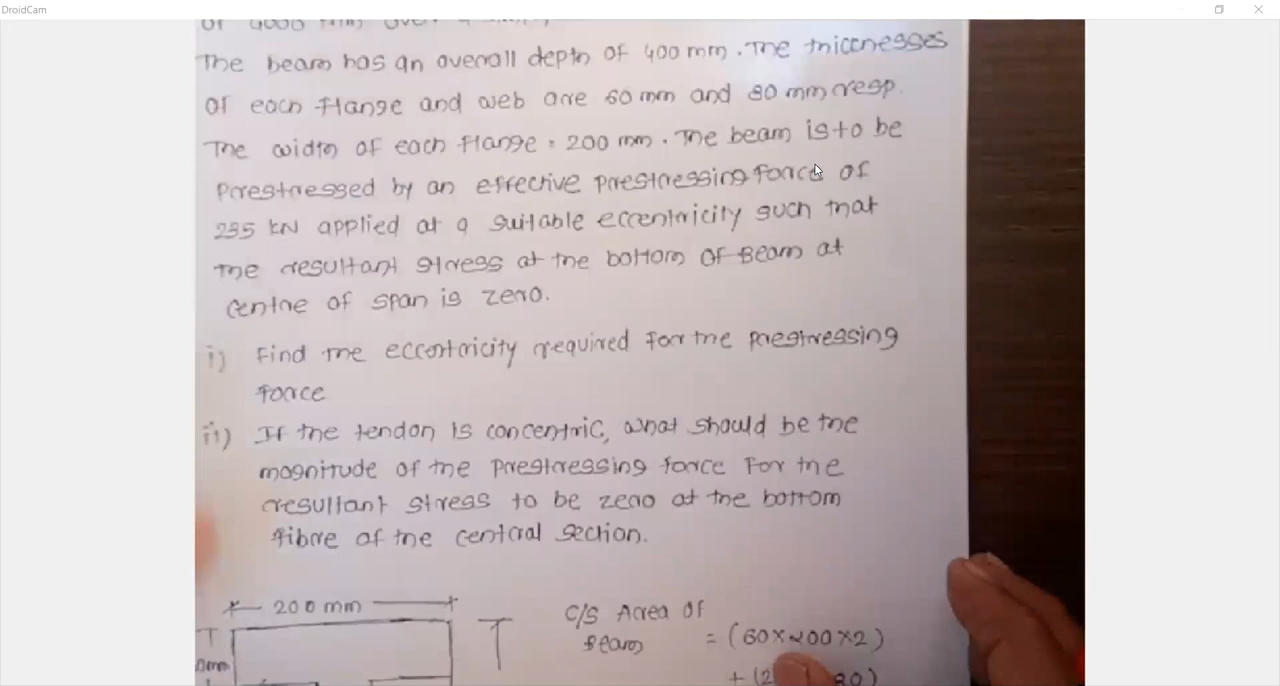 DroidCam
of 4000 mm over
The beam has an overall depth of 400 mm. The thiccnesses
of each flange and web are 60 mm and 80 mm resp.
The width of each flange = 200 mm. The beam is to be
Prestressed by an effective prestressing force of
235 kN applied at a suitable eccentricity such that
The resultant stress at the bottom of Beam at
Centre of span is zero.
i) Find the eccentricity required for the prestressing
force
ii) If the tendon is concentric, what should be the
magnitude of the prestressing force for the
resultant stress to be zero at the bottom
fibre of the central section.
200 mm
C/S Area of
Beam = (60×200×2)